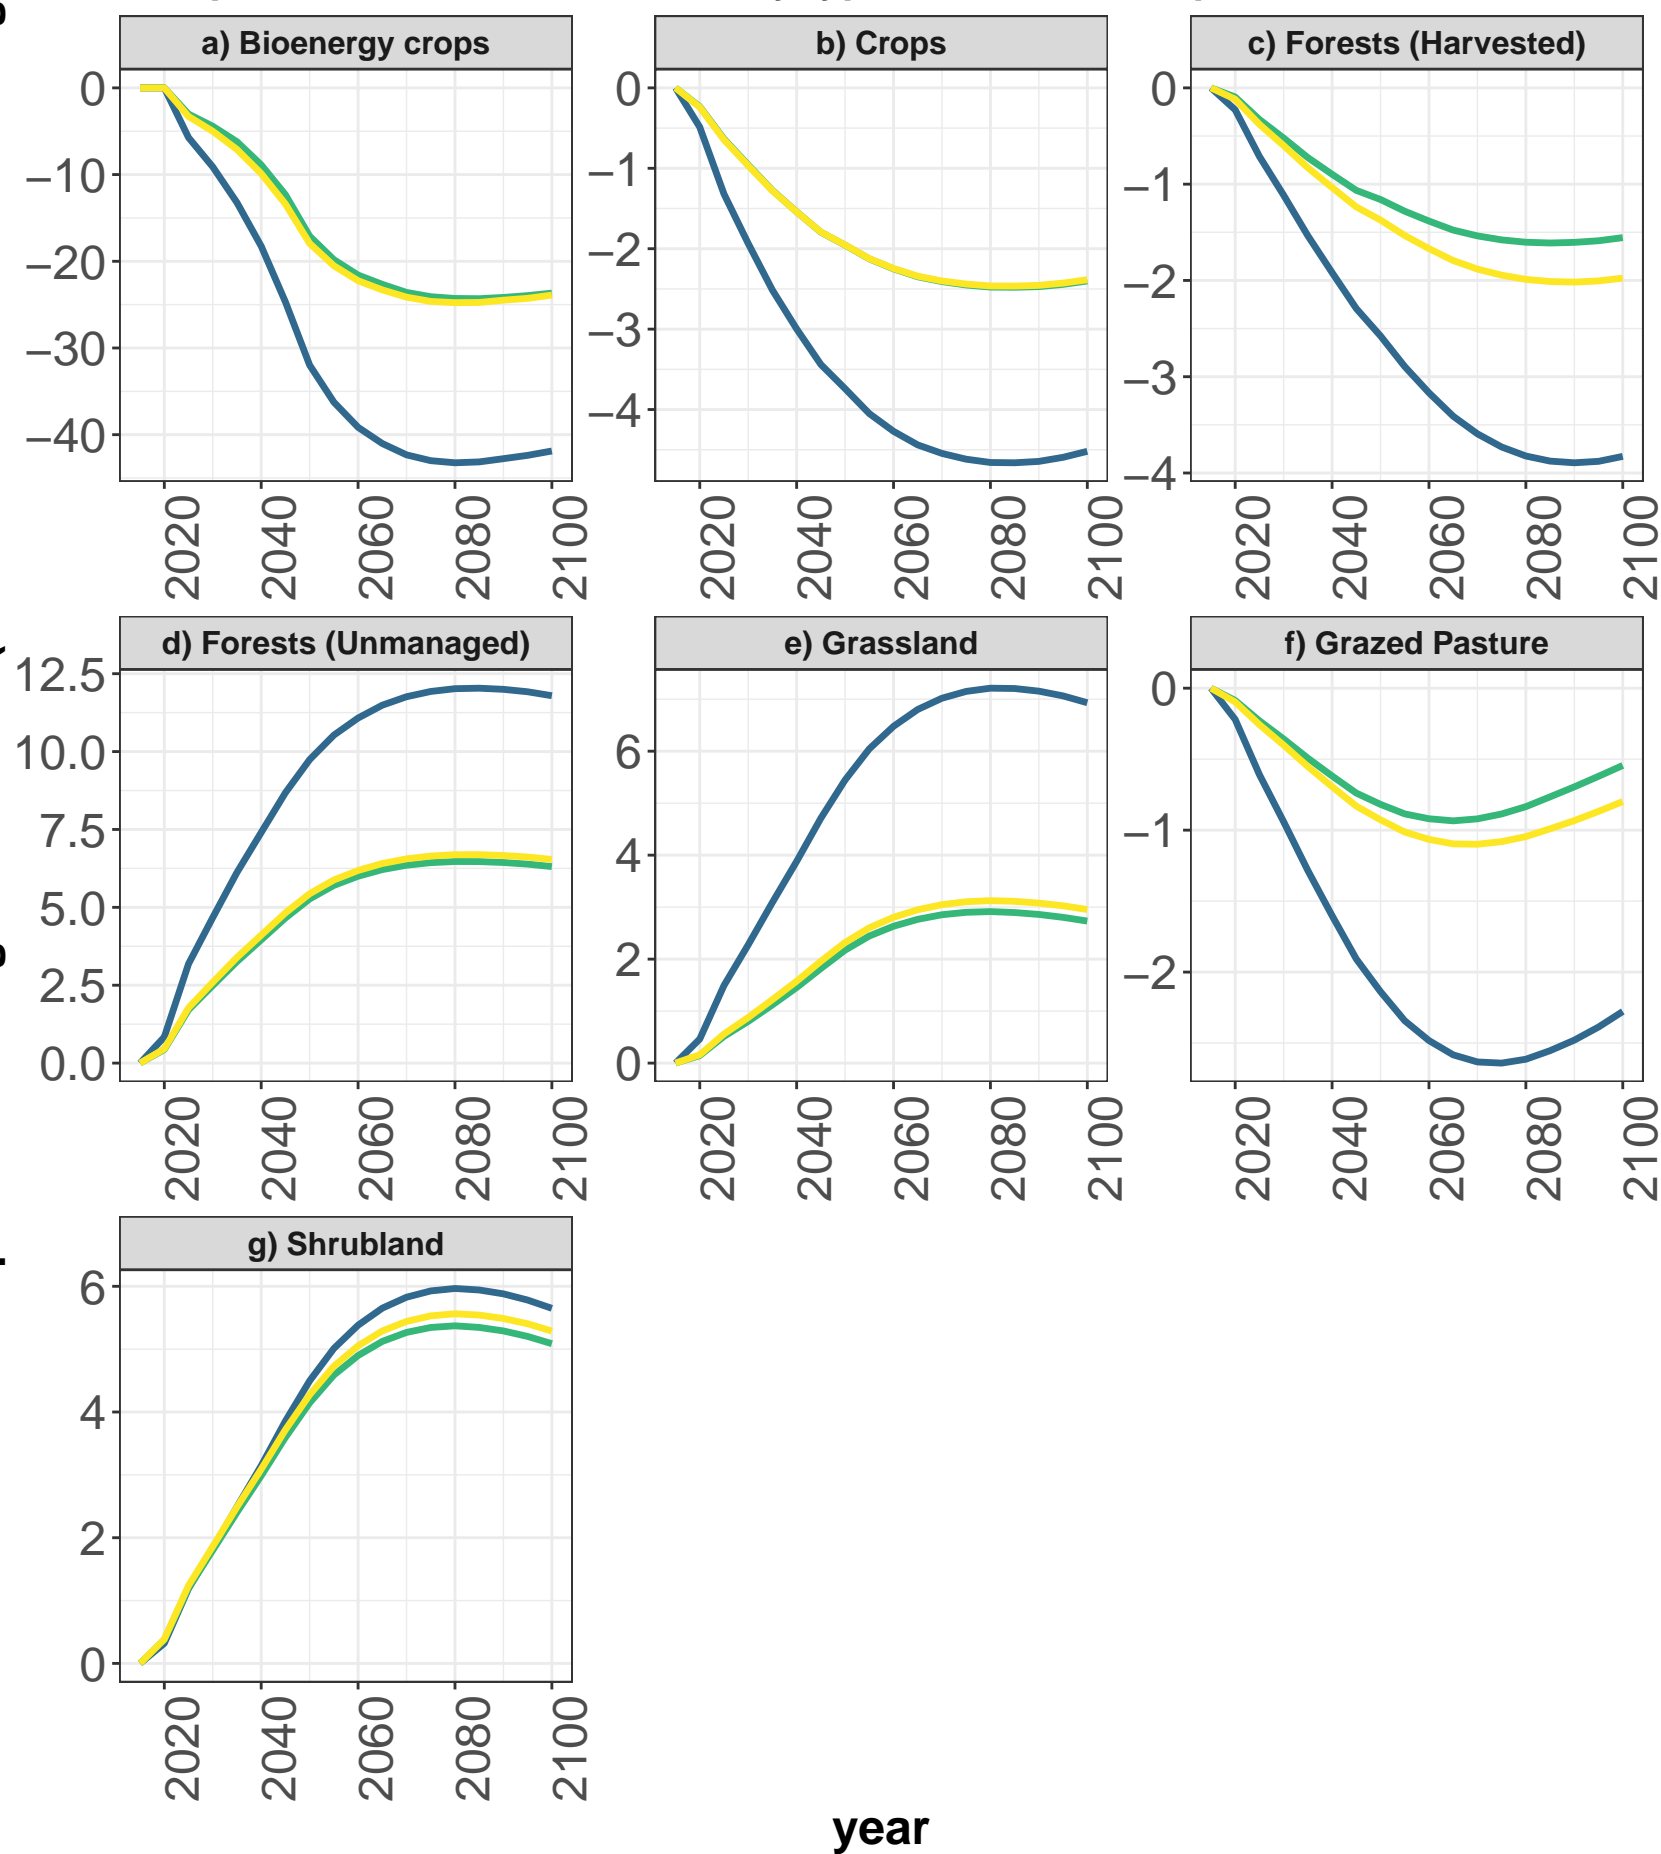 a) Bioenergy crops
0
−10
−20
−30
−40
2020 2040 2060 2080 2100
b) Crops
0
−1
−2
−3
−4
2020 2040 2060 2080 2100
c) Forests (Harvested)
0
−1
−2
−3
−4
2020 2040 2060 2080 2100
d) Forests (Unmanaged)
12.5
10.0
7.5
5.0
2.5
0.0
2020 2040 2060 2080 2100
e) Grassland
6
4
2
0
2020 2040 2060 2080 2100
f) Grazed Pasture
0
−1
−2
2020 2040 2060 2080 2100
g) Shrubland
6
4
2
0
2020 2040 2060 2080 2100
year